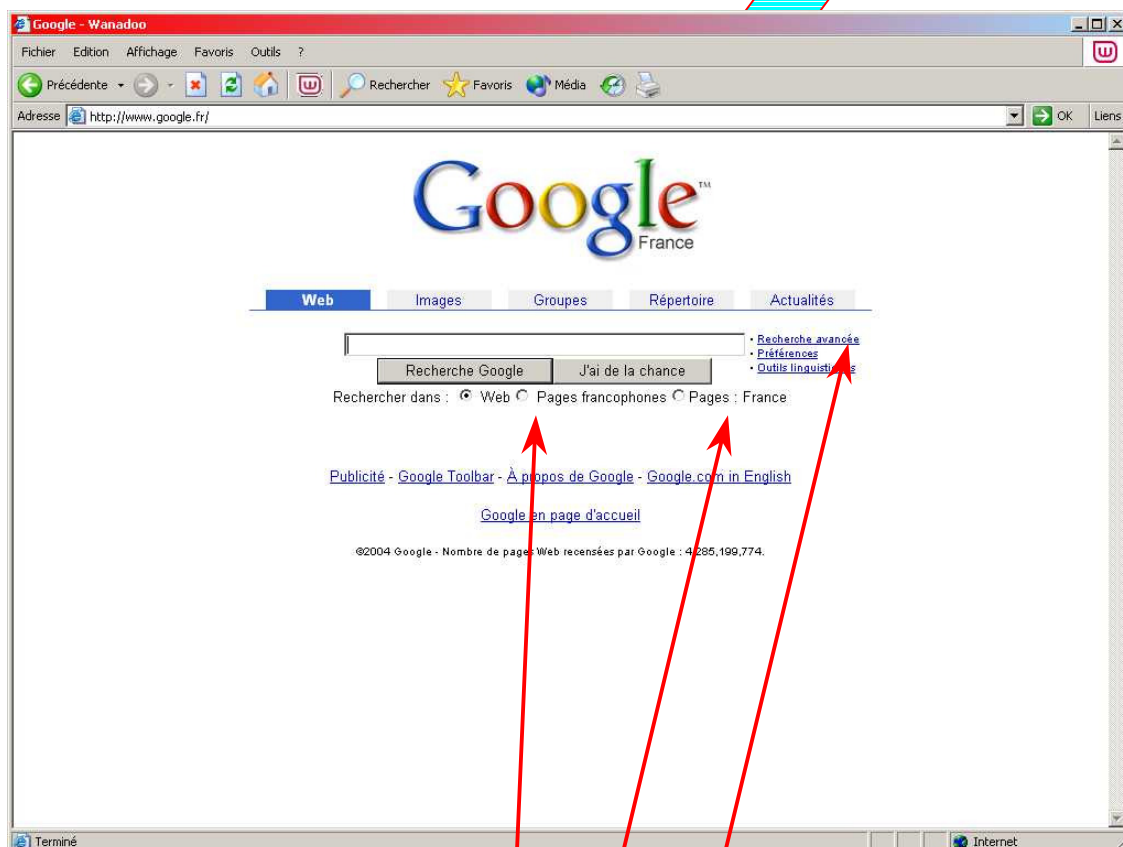 Google - Wanadoo
Fichier Edition Affichage Favoris Outils ?
Précédente Rechercher Favoris Média
Adresse http://www.google.fr/ OK Liens
Google™
France
Web Images Groupes Répertoire Actualités
• Recherche avancée
• Préférences
• Outils linguistiques
Recherche Google J'ai de la chance
Rechercher dans : Web Pages francophones Pages : France
Publicité - Google Toolbar - À propos de Google - Google.com in English
Google en page d'accueil
©2004 Google - Nombre de pages Web recensées par Google : 4,285,199,774.
Terminé Internet